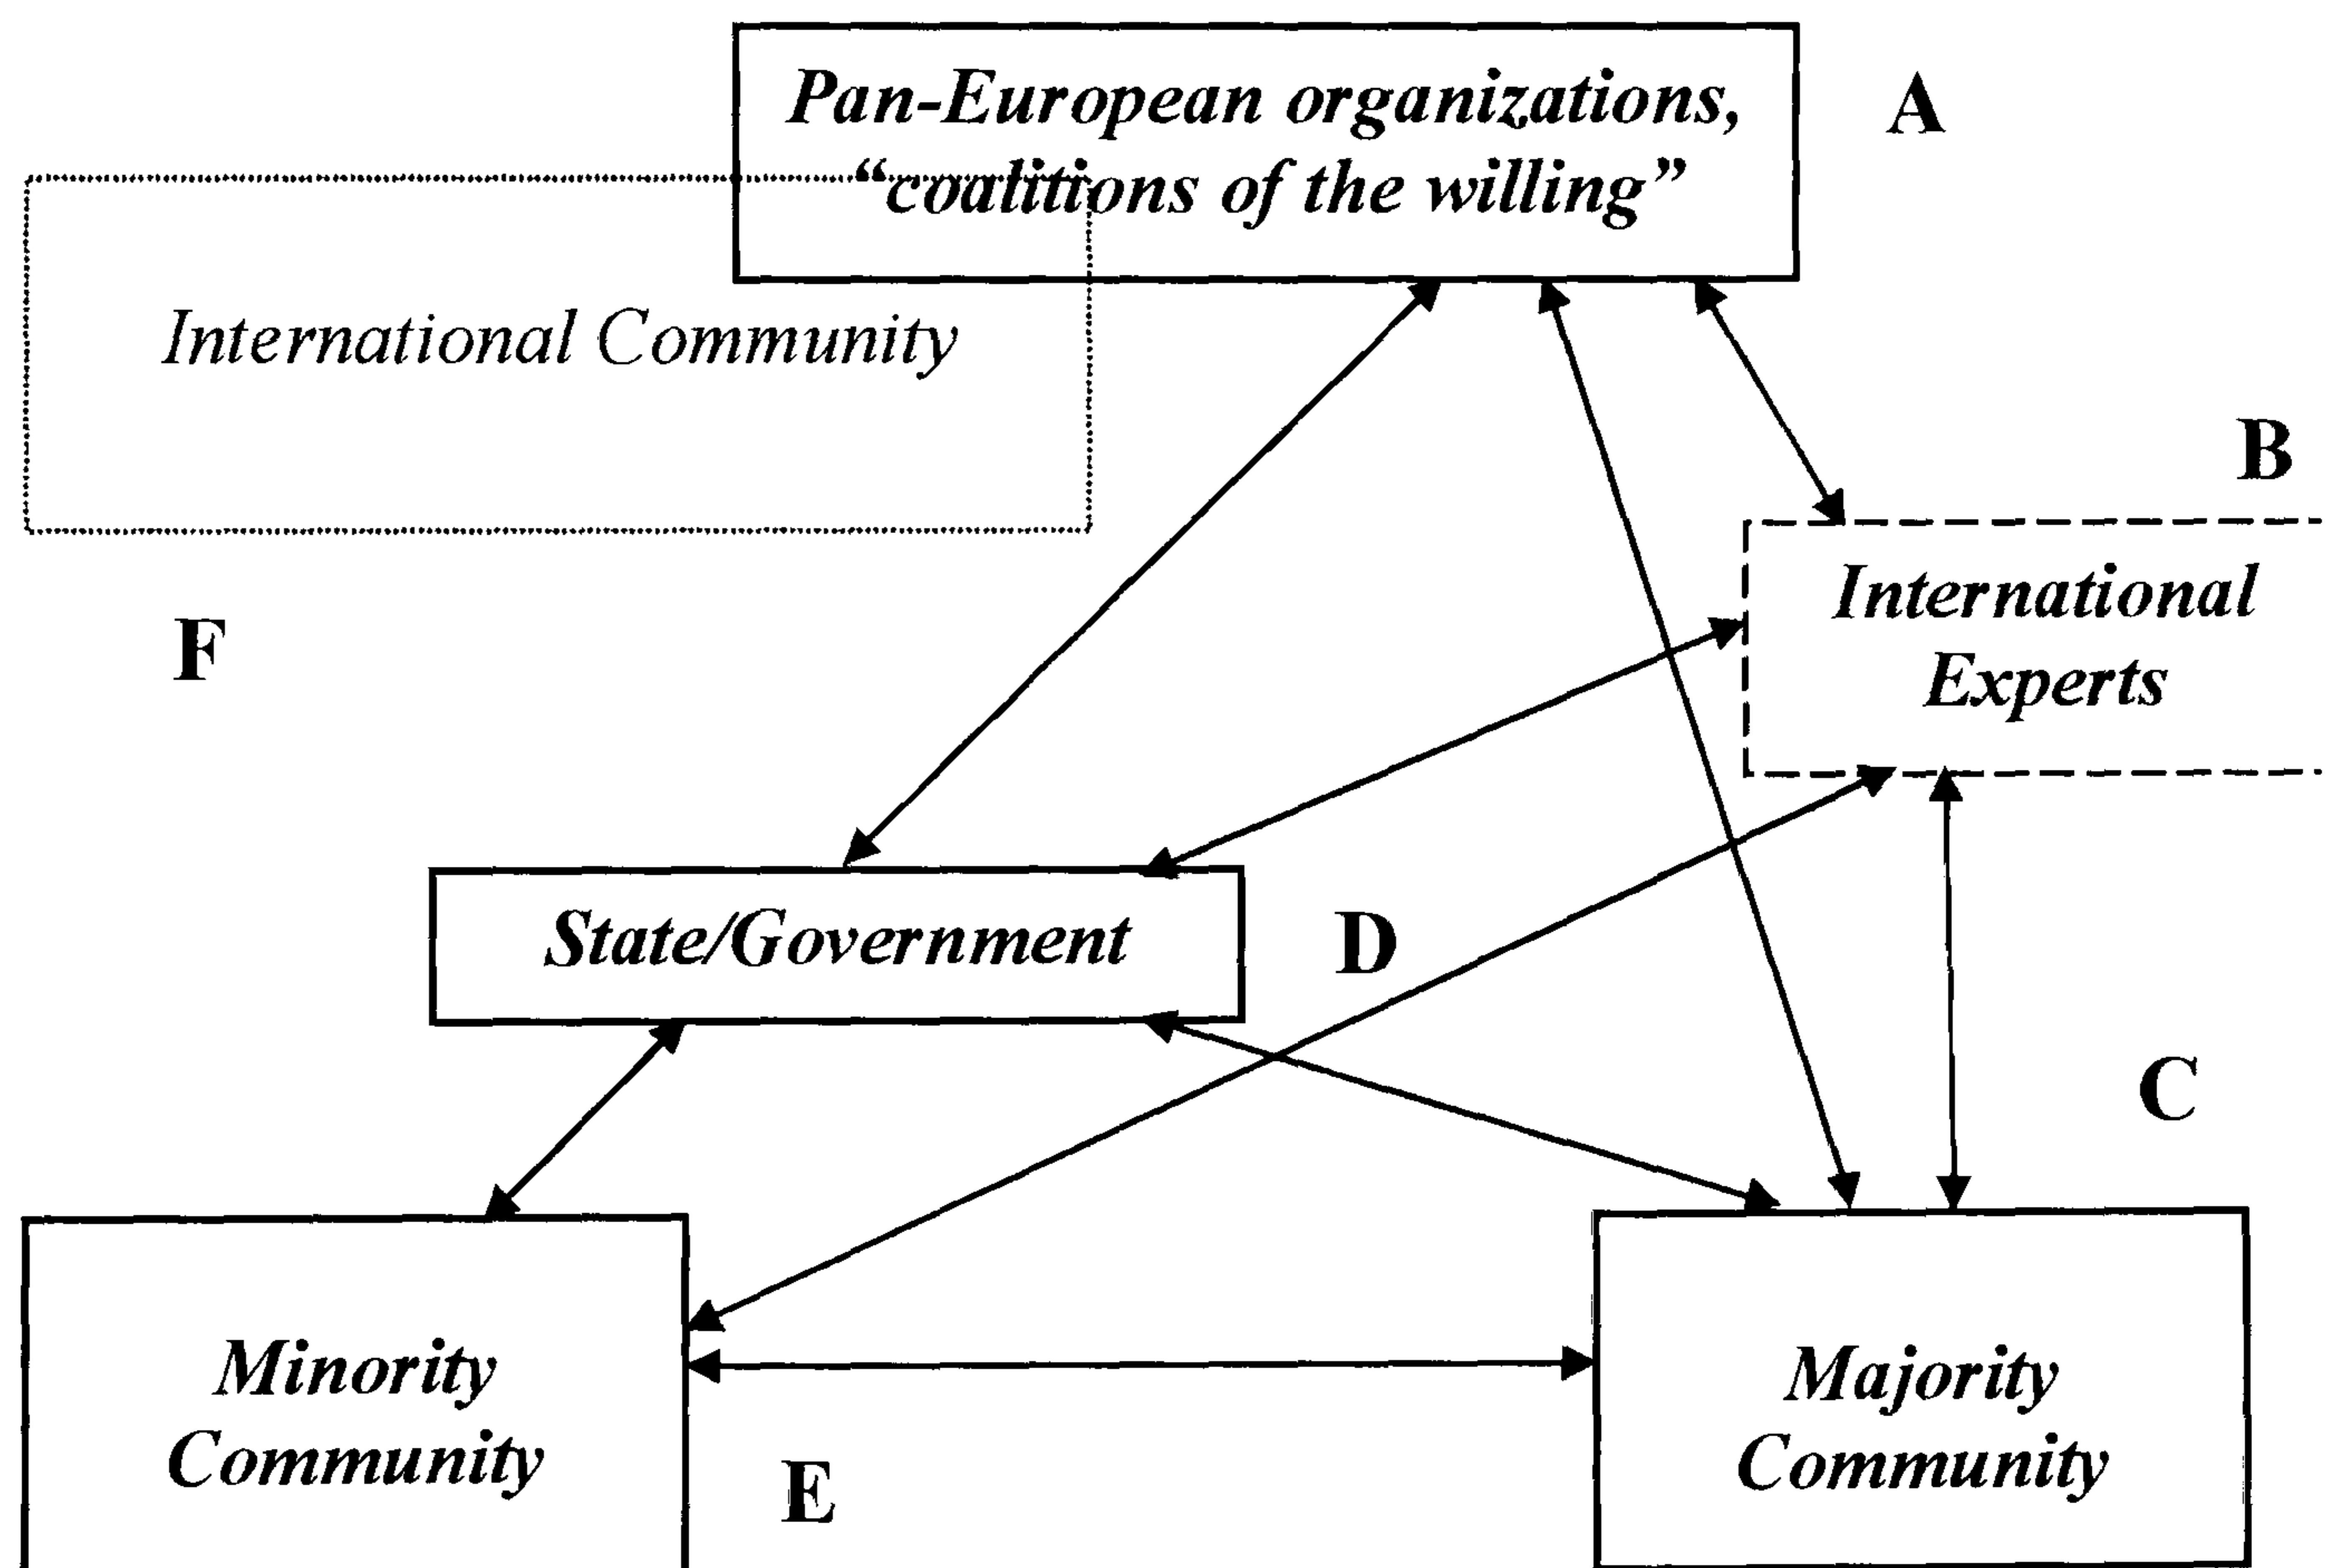 Pan-European organizations,
“coalitions of the willing”
A
International Community
B
International
Experts
F
State/Government
D
C
Minority
Community
E
Majority
Community